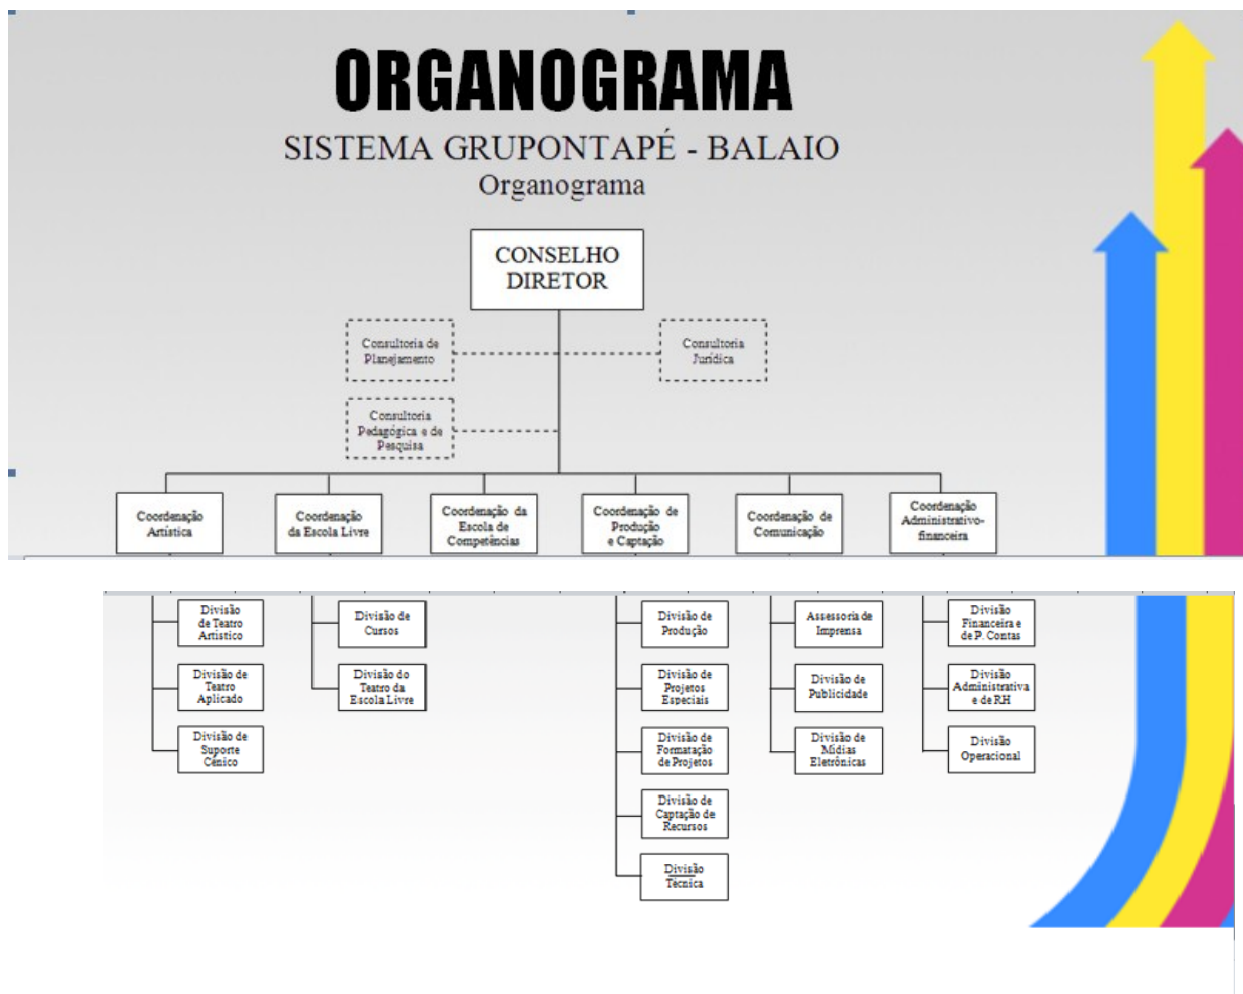 ORGANOGRAMA
SISTEMA GRUPONTAPÉ - BALAIO
Organograma
CONSELHO
DIRETOR
Consultoria de
Planejamento
Consultoria
Jurídica
Consultoria
Pedagógica e de
Pesquisa
Coordenação
Artística
Coordenação
da Escola Livre
Coordenação da
Escola de
Competências
Coordenação de
Produção
e Captação
Coordenação de
Comunicação
Coordenação
Administrativo-
financeira
Divisão
de Teatro
Artístico
Divisão de
Teatro
Aplicado
Divisão de
Suporte
Cênico
Divisão de
Cursos
Divisão do
Teatro da
Escola Livre
Divisão de
Produção
Divisão de
Projetos
Especiais
Divisão de
Formatação
de Projetos
Divisão de
Captação de
Recursos
Divisão
Técnica
Assessoria de
Imprensa
Divisão de
Publicidade
Divisão de
Mídias
Eletrônicas
Divisão
Financeira e
de P. Contas
Divisão
Administrativa
e de RH
Divisão
Operacional